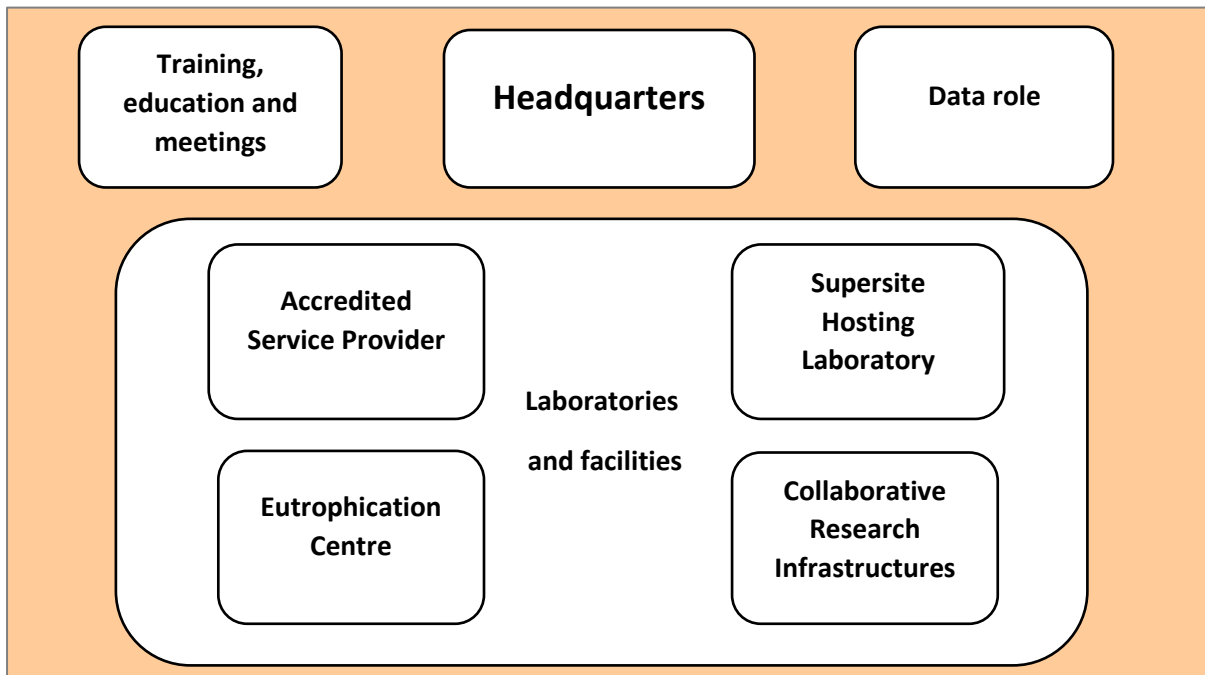 Training,
education and
meetings
Headquarters
Data role
Accredited
Service Provider
Supersite
Hosting
Laboratory
Laboratories
and facilities
Eutrophication
Centre
Collaborative
Research
Infrastructures